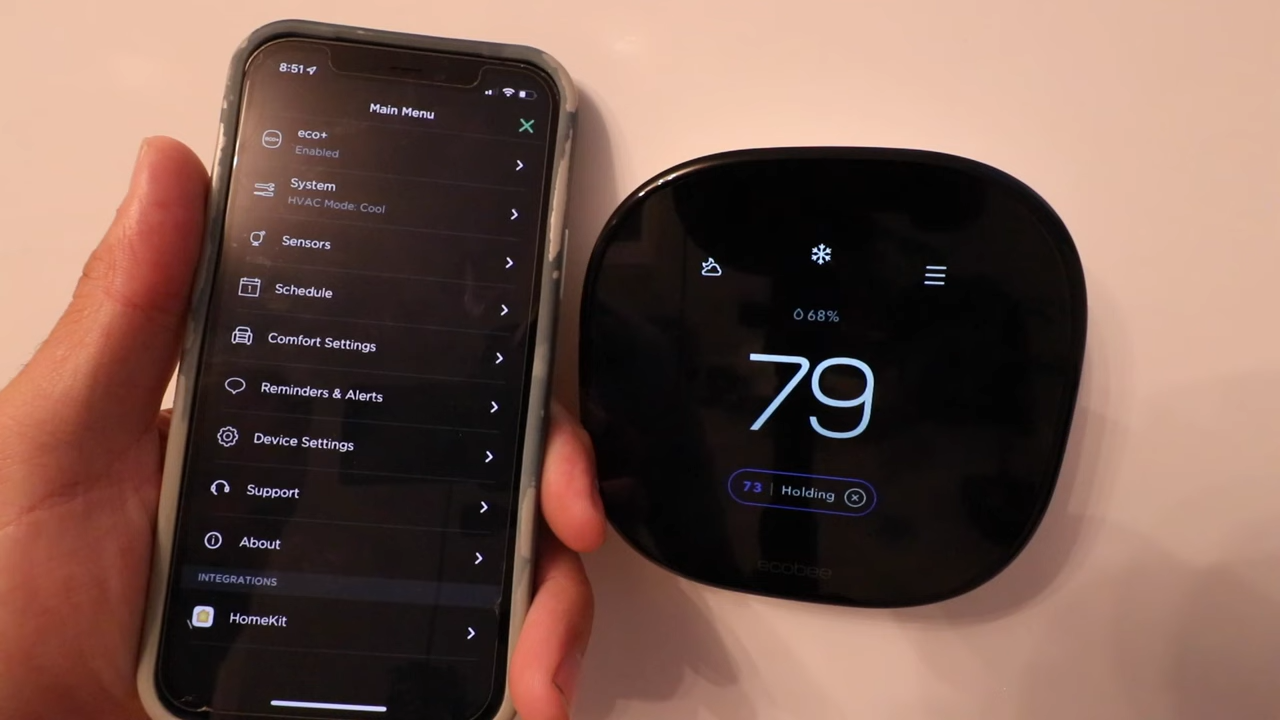 8:51
Main Menu
eco+
Enabled
System
HVAC Mode: Cool
Sensors
1
Schedule
Comfort Settings
Reminders & Alerts
Device Settings
Support
About
INTEGRATIONS
HomeKit
68%
79
73 | Holding
ecobee